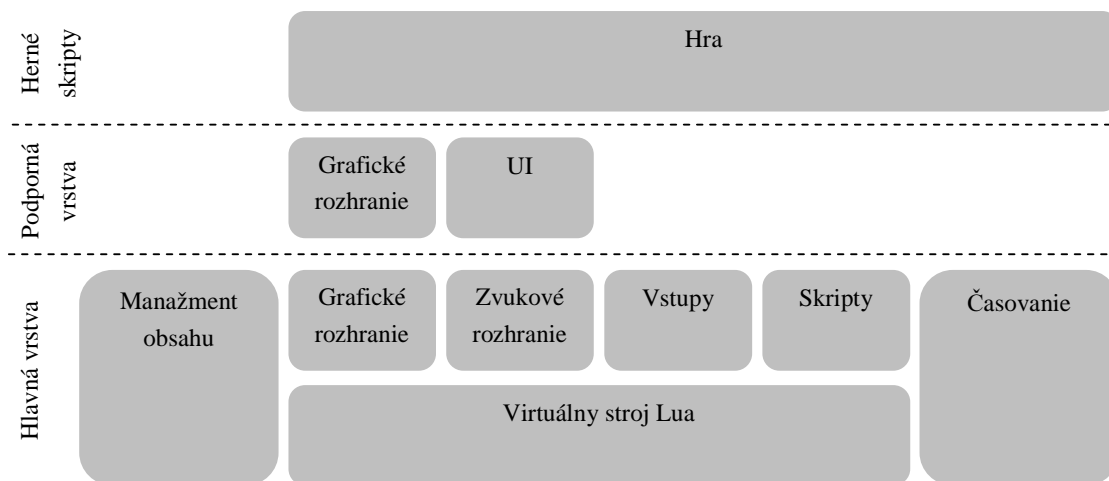 Herné
skripty
Hra
Podporná
vrstva
Grafické
rozhranie
UI
Hlavná vrstva
Manažment
obsahu
Grafické
rozhranie
Zvukové
rozhranie
Vstupy
Skripty
Časovanie
Virtuálny stroj Lua